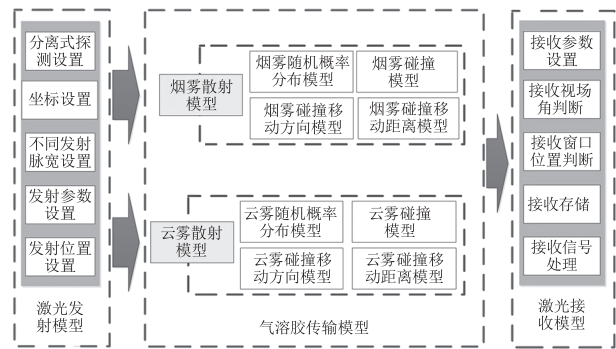 分离式探
测设置
坐标设置
不同发射
脉宽设置
发射参数
设置
发射位置
设置
激光发
射模型
烟雾散射
模型
烟雾随机概率
分布模型
烟雾碰撞
模型
烟雾碰撞移
动方向模型
烟雾碰撞移
动距离模型
云雾散射
模型
云雾随机概率
分布模型
云雾碰撞
模型
云雾碰撞移
动方向模型
云雾碰撞移
动距离模型
气溶胶传输模型
接收参数
设置
接收视场
角判断
接收窗口
位置判断
接收存储
接收信号
处理
激光接
收模型